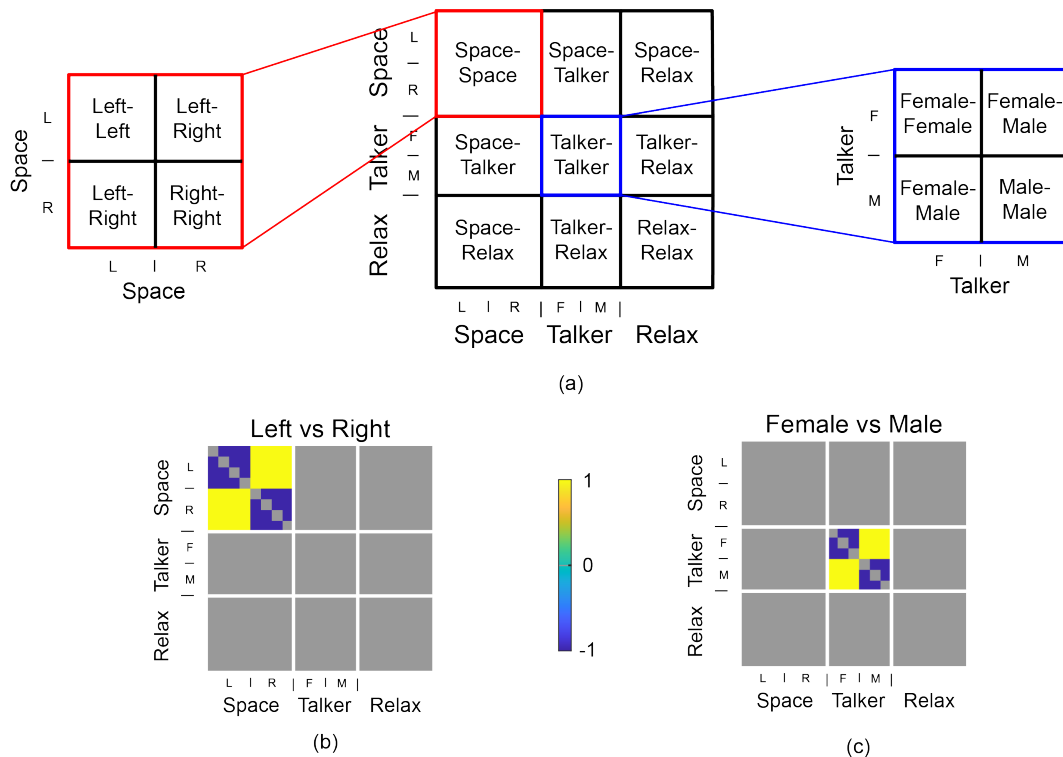 Space
L
R
Left-
Left
Left-
Right
Left-
Right
Right-
Right
L I R
Space
Space
L
I
R
Talker
F
I
M
Relax
Space-
Space
Space-
Talker
Space-
Relax
Space-
Talker
Talker-
Talker
Talker-
Relax
Space-
Relax
Talker-
Relax
Relax-
Relax
L I R | F I M |
Space Talker Relax
Talker
F
M
Female-
Female
Female-
Male
Female-
Male
Male-
Male
F I M
Talker
(a)
Left vs Right
Space
L
R
Talker
F
M
Relax
L I R | F I M |
Space Talker Relax
(b)
1
0
-1
Female vs Male
Space
L
R
Talker
F
M
Relax
L I R | F I M |
Space Talker Relax
(c)